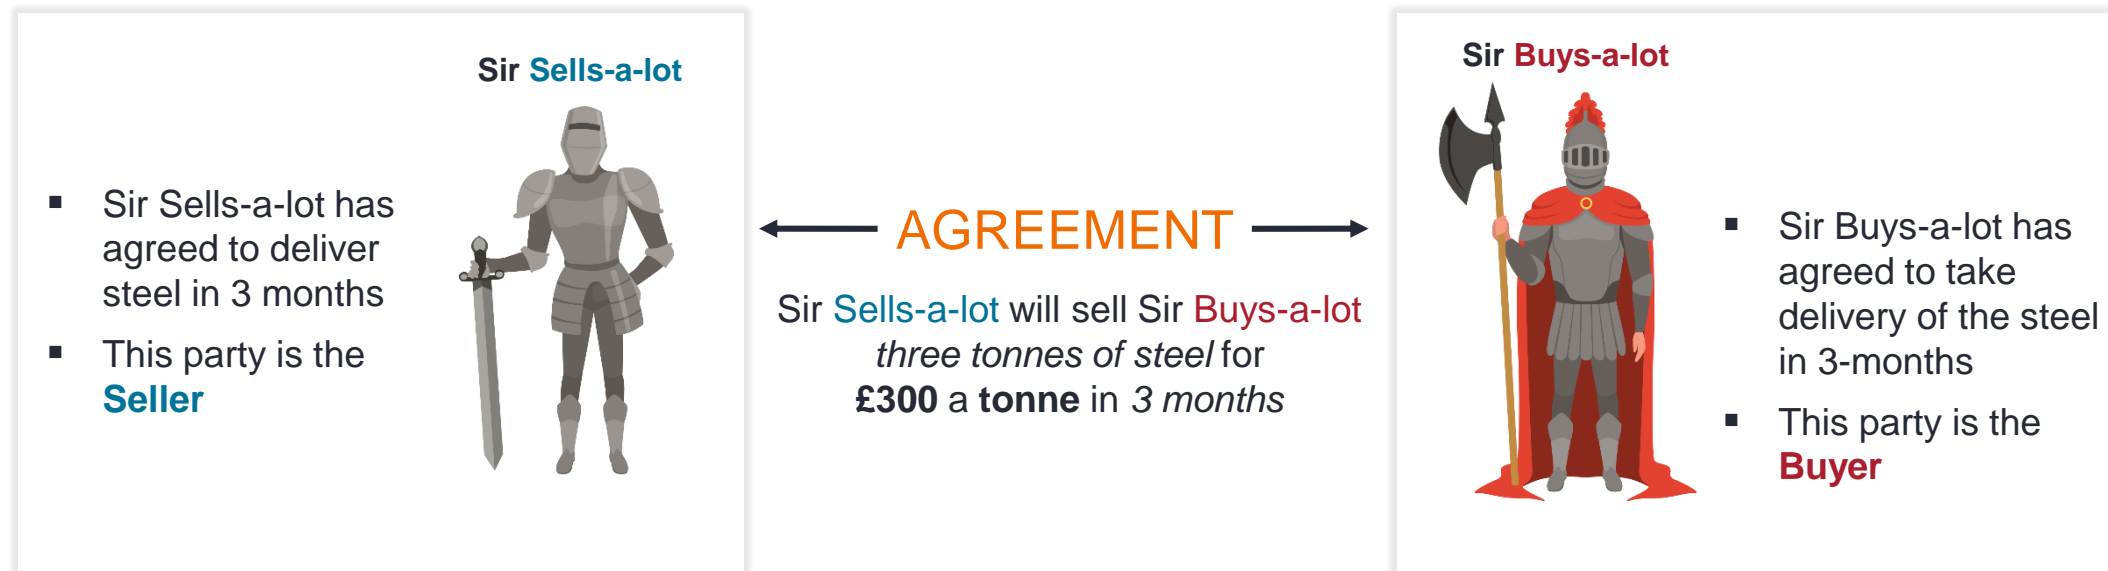 Sir Sells-a-lot
▪ Sir Sells-a-lot has
agreed to deliver
steel in 3 months
▪ This party is the
Seller
AGREEMENT
Sir Sells-a-lot will sell Sir Buys-a-lot
three tonnes of steel for
£300 a tonne in 3 months
Sir Buys-a-lot
▪ Sir Buys-a-lot has
agreed to take
delivery of the steel
in 3-months
▪ This party is the
Buyer